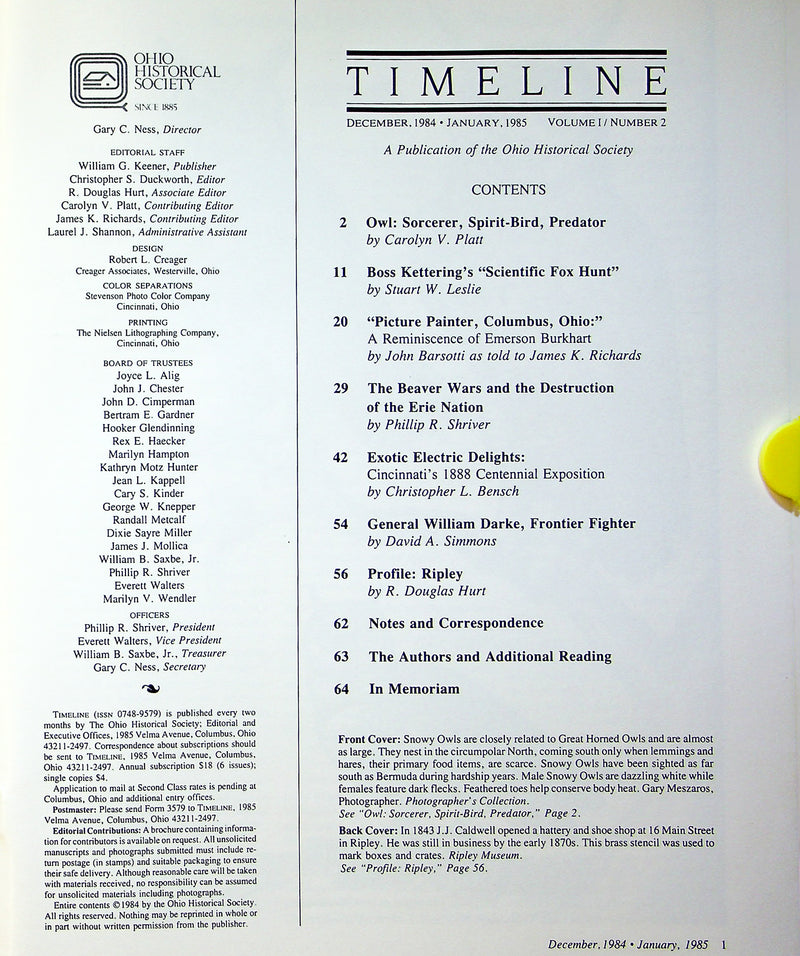 OHIO
HISTORICAL
SOCIETY
SINCE 1885
Gary C. Ness, Director
EDITORIAL STAFF
William G. Keener, Publisher
Christopher S. Duckworth, Editor
R. Douglas Hurt, Associate Editor
Carolyn V. Platt, Contributing Editor
James K. Richards, Contributing Editor
Laurel J. Shannon, Administrative Assistant
DESIGN
Robert L. Creager
Creager Associates, Westerville, Ohio
COLOR SEPARATIONS
Stevenson Photo Color Company
Cincinnati, Ohio
PRINTING
The Nielsen Lithographing Company,
Cincinnati, Ohio
BOARD OF TRUSTEES
Joyce L. Alig
John J. Chester
John D. Cimperman
Bertram E. Gardner
Hooker Glendinning
Rex E. Haecker
Marilyn Hampton
Kathryn Motz Hunter
Jean L. Kappell
Cary S. Kinder
George W. Knepper
Randall Metcalf
Dixie Sayre Miller
James J. Mollica
William B. Saxbe, Jr.
Phillip R. Shriver
Everett Walters
Marilyn V. Wendler
OFFICERS
Phillip R. Shriver, President
Everett Walters, Vice President
William B. Saxbe, Jr., Treasurer
Gary C. Ness, Secretary
TIMELINE (ISSN 0748-9579) is published every two
months by The Ohio Historical Society; Editorial and
Executive Offices, 1985 Velma Avenue, Columbus, Ohio
43211-2497. Correspondence about subscriptions should
be sent to TIMELINE, 1985 Velma Avenue, Columbus,
Ohio 43211-2497. Annual subscription $18 (6 issues);
single copies $4.
Application to mail at Second Class rates is pending at
Columbus, Ohio and additional entry offices.
Postmaster: Please send Form 3579 to TIMELINE, 1985
Velma Avenue, Columbus, Ohio 43211-2497.
Editorial Contributions: A brochure containing informa-
tion for contributors is available on request. All unsolicited
manuscripts and photographs submitted must include re-
turn postage (in stamps) and suitable packaging to ensure
their safe delivery. Although reasonable care will be taken
with materials received, no responsibility can be assumed
for unsolicited materials including photographs.
Entire contents ©1984 by the Ohio Historical Society.
All rights reserved. Nothing may be reprinted in whole or
in part without written permission from the publisher.
TIMELINE
DECEMBER, 1984 • JANUARY, 1985 VOLUME I / NUMBER 2
A Publication of the Ohio Historical Society
CONTENTS
2 Owl: Sorcerer, Spirit-Bird, Predator
by Carolyn V. Platt
11 Boss Kettering's "Scientific Fox Hunt"
by Stuart W. Leslie
20 "Picture Painter, Columbus, Ohio:"
A Reminiscence of Emerson Burkhart
by John Barsotti as told to James K. Richards
29 The Beaver Wars and the Destruction
of the Erie Nation
by Phillip R. Shriver
42 Exotic Electric Delights:
Cincinnati's 1888 Centennial Exposition
by Christopher L. Bensch
54 General William Darke, Frontier Fighter
by David A. Simmons
56 Profile: Ripley
by R. Douglas Hurt
62 Notes and Correspondence
63 The Authors and Additional Reading
64 In Memoriam
Front Cover: Snowy Owls are closely related to Great Horned Owls and are almost
as large. They nest in the circumpolar North, coming south only when lemmings and
hares, their primary food items, are scarce. Snowy Owls have been sighted as far
south as Bermuda during hardship years. Male Snowy Owls are dazzling white while
females feature dark flecks. Feathered toes help conserve body heat. Gary Meszaros,
Photographer. Photographer's Collection.
See "Owl: Sorcerer, Spirit-Bird, Predator," Page 2.
Back Cover: In 1843 J.J. Caldwell opened a hattery and shoe shop at 16 Main Street
in Ripley. He was still in business by the early 1870s. This brass stencil was used to
mark boxes and crates. Ripley Museum.
See "Profile: Ripley," Page 56.
December, 1984 • January, 1985 1